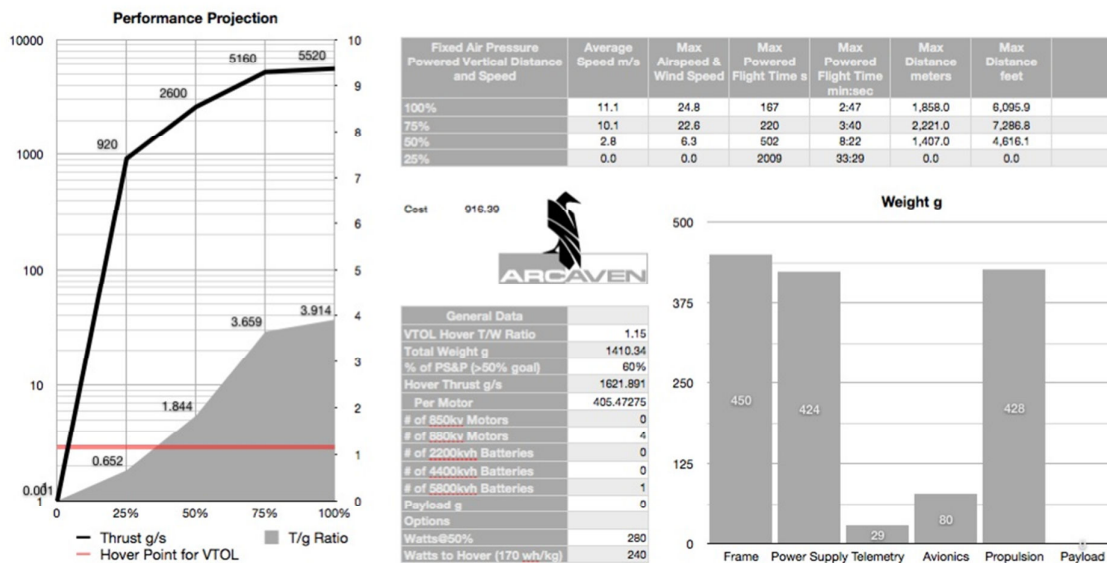 Performance Projection
10000
1000
100
10
1
0.001
10
9
8
7
6
5
4
3
2
1
0
920
2600
5160
5520
0.652
1.844
3.659
3.914
0 25% 50% 75% 100%
Thrust g/s
Hover Point for VTOL
T/g Ratio
Fixed Air Pressure Powered Vertical Distance and Speed Average Speed m/s Max Airspeed & Wind Speed Max Powered Flight Time s Max Powered Flight Time min:sec Max Distance meters Max Distance feet
100% 11.1 24.8 167 2:47 1,858.0 6,095.9
75% 10.1 22.6 220 3:40 2,221.0 7,286.8
50% 2.8 6.3 502 8:22 1,407.0 4,616.1
25% 0.0 0.0 2009 33:29 0.0 0.0
Cost 916.39
ARCAVEN
General Data
VTOL Hover T/W Ratio 1.15
Total Weight g 1410.34
% of PS&P (>50% goal) 60%
Hover Thrust g/s 1621.891
Per Motor 405.47275
# of 850kv Motors 0
# of 880kv Motors 4
# of 2200kvh Batteries 0
# of 4400kvh Batteries 0
# of 5800kvh Batteries 1
Payload g 0
Options
Watts@50% 280
Watts to Hover (170 wh/kg) 240
Weight g
500
375
250
125
0
450
424
29
80
428
0
Frame Power Supply Telemetry Avionics Propulsion Payload